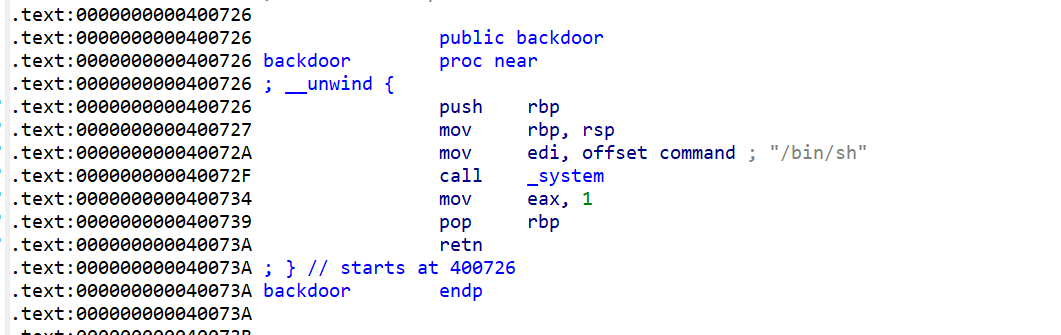 .text:0000000000400726
.text:0000000000400726 public backdoor
.text:0000000000400726 backdoor proc near
.text:0000000000400726 ; __unwind {
.text:0000000000400726 push rbp
.text:0000000000400727 mov rbp, rsp
.text:000000000040072A mov edi, offset command ; "/bin/sh"
.text:000000000040072F call _system
.text:0000000000400734 mov eax, 1
.text:0000000000400739 pop rbp
.text:000000000040073A retn
.text:000000000040073A ; } // starts at 400726
.text:000000000040073A backdoor endp
.text:000000000040073A
.text:000000000040073B